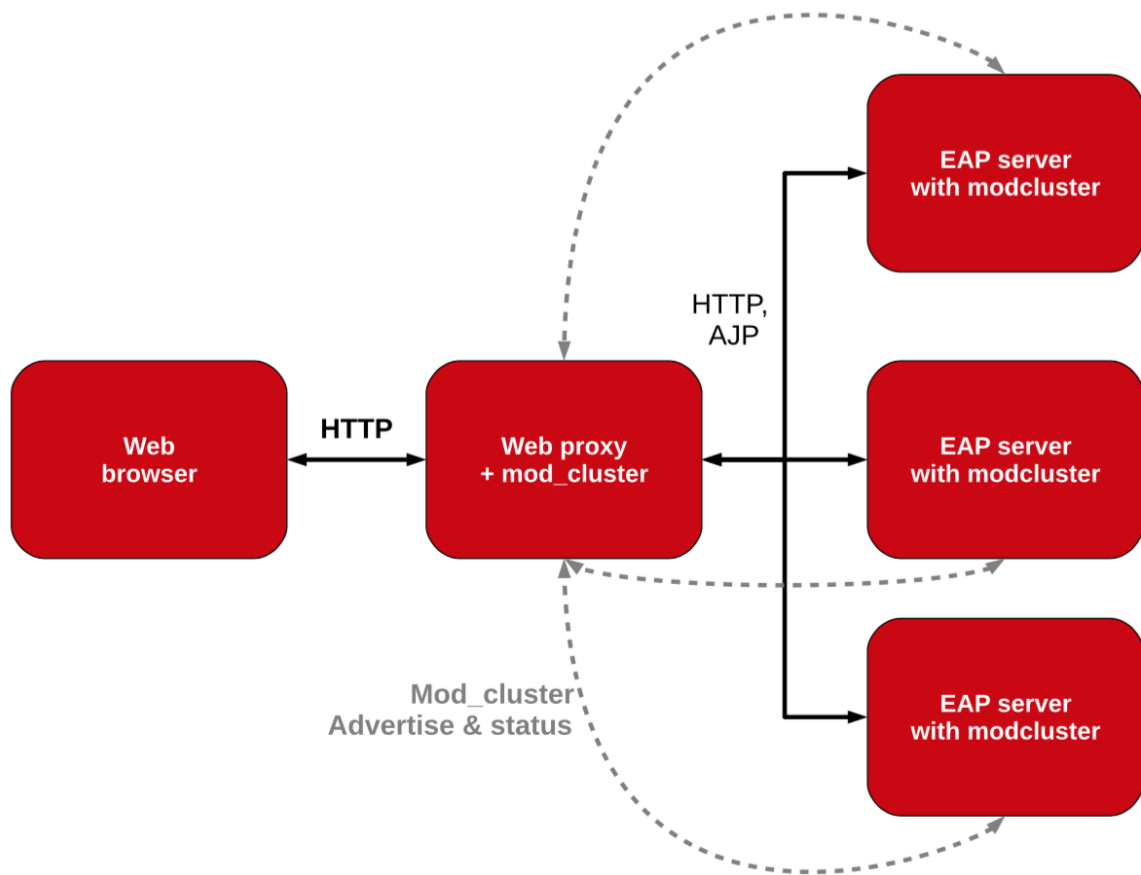 EAP server
with modcluster
HTTP,
AJP
Web
browser
HTTP
Web proxy
+ mod_cluster
EAP server
with modcluster
Mod_cluster
Advertise & status
EAP server
with modcluster